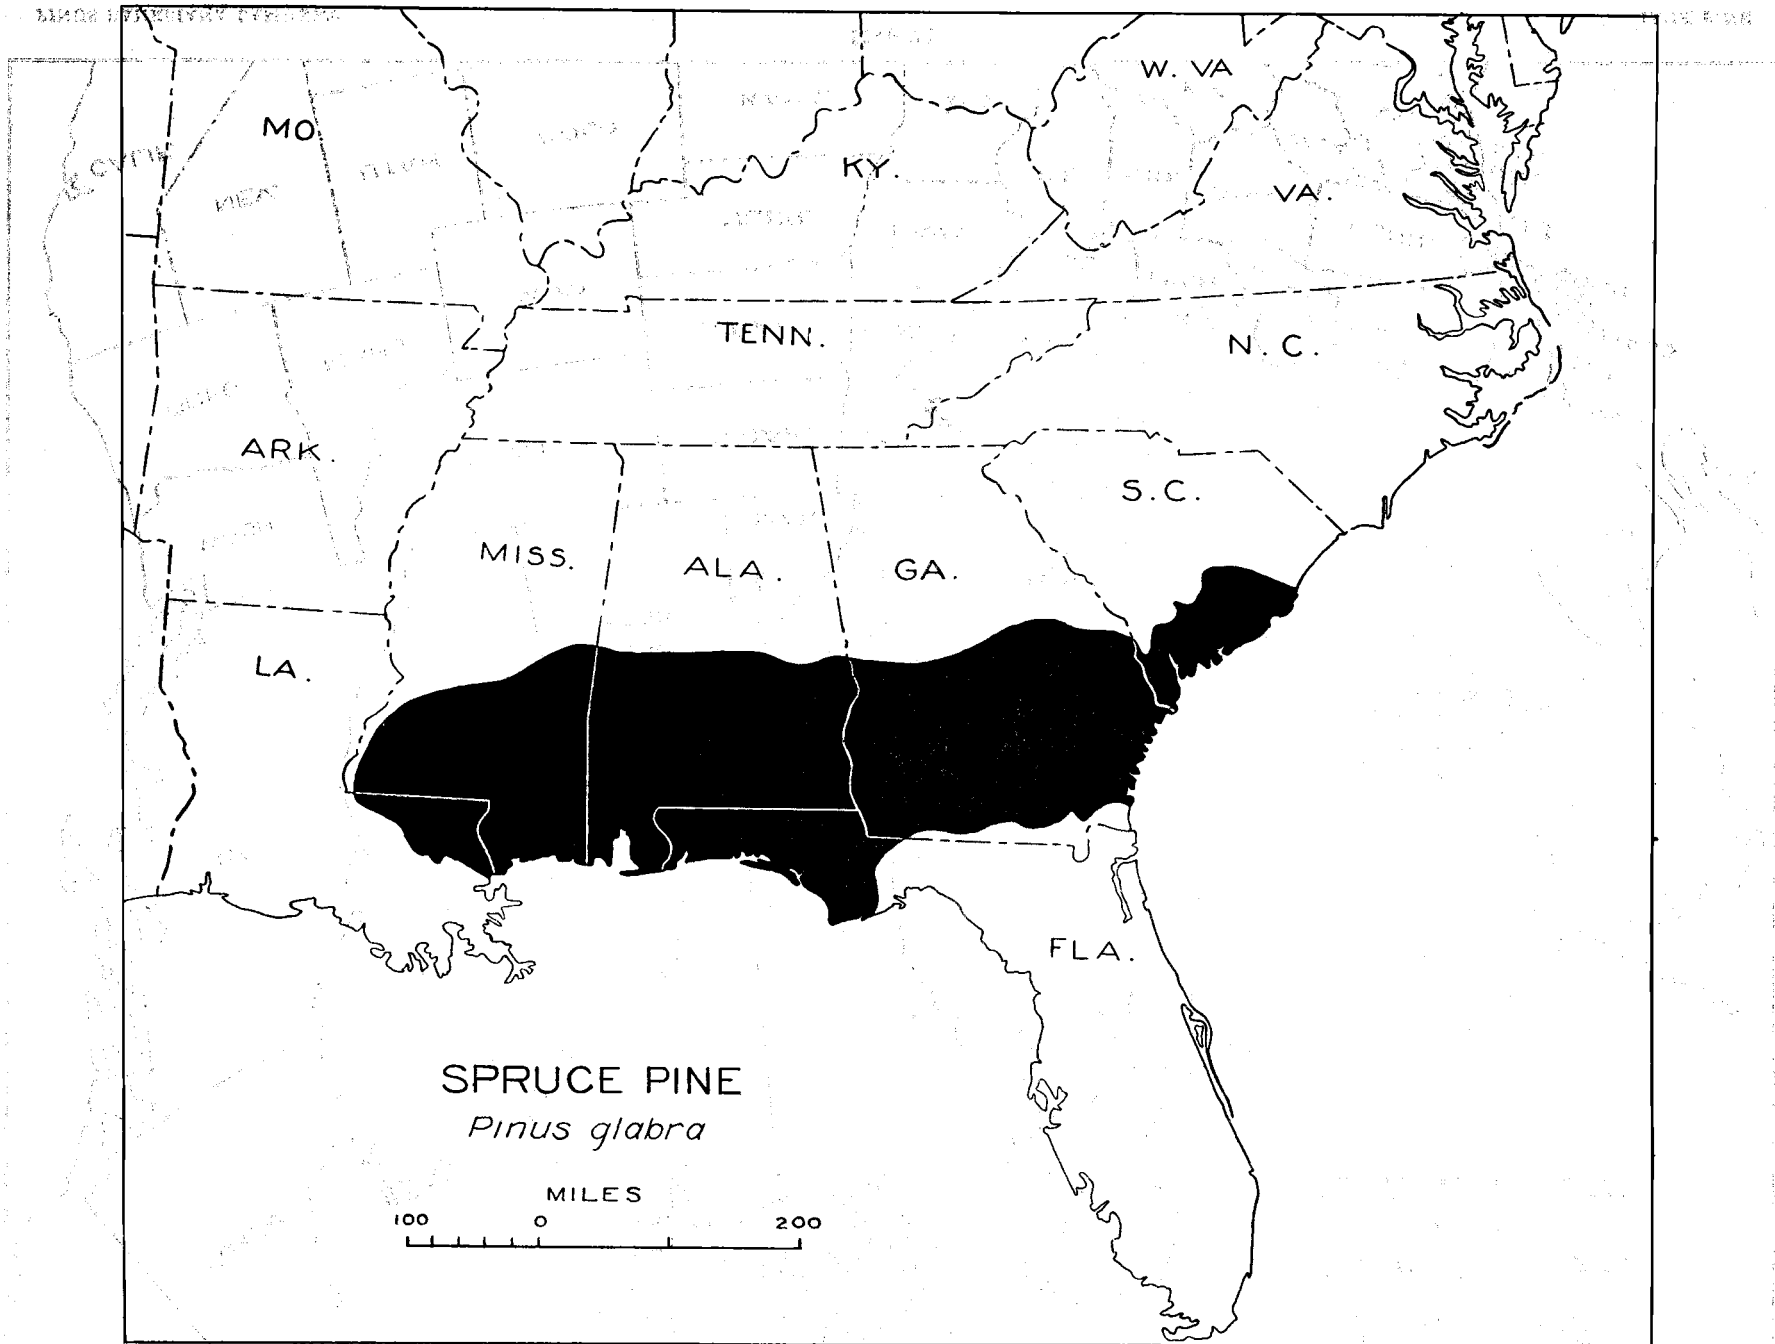 W. VA
MO.
KY.
VA.
TENN.
N. C.
ARK.
S.C.
MISS.
ALA.
GA.
LA.
FLA.
SPRUCE PINE
Pinus glabra
MILES
100 0 200